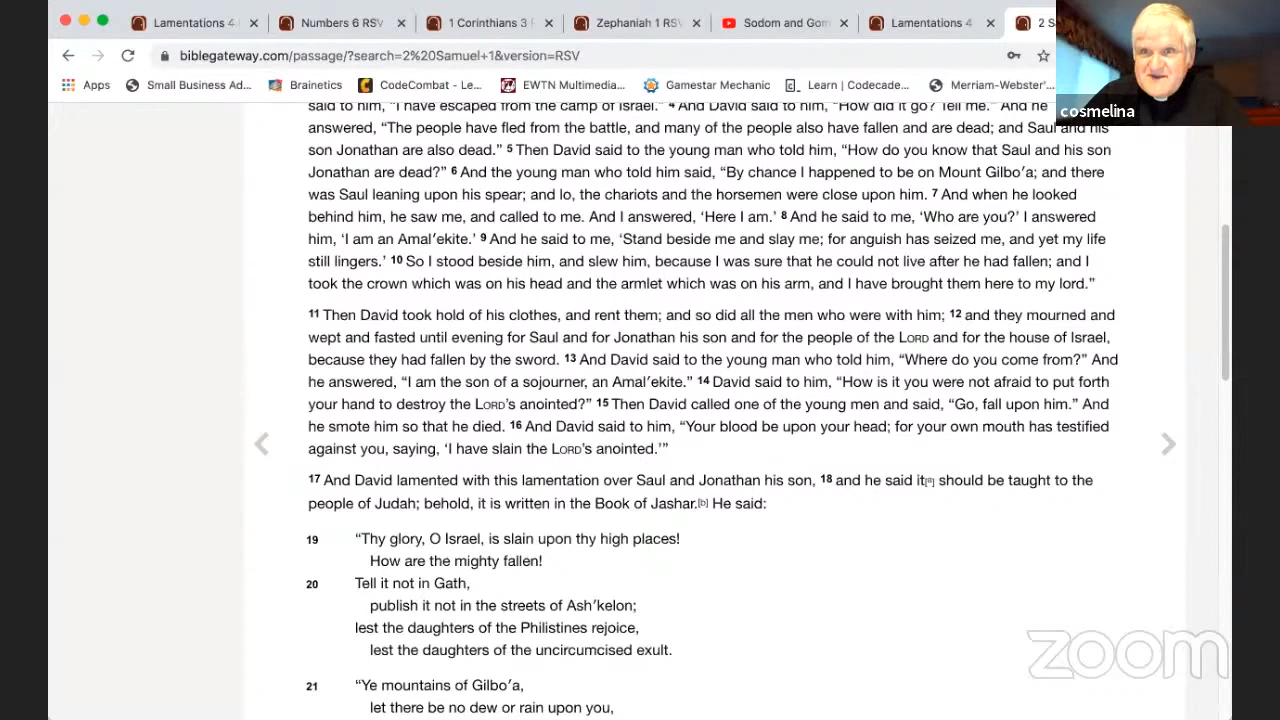 Lamentations 4
Numbers 6 RSV
1 Corinthians 3
Zephaniah 1 RSV
Sodom and Gom
Lamentations 4
2 S
biblegateway.com/passage/?search=2%20Samuel+1&version=RSV
Apps
Small Business Ad...
Brainetics
CodeCombat - Le...
EWTN Multimedia...
Gamestar Mechanic
Learn | Codecade...
Merriam-Webster'...
cosmelina
said to him, “I have escaped from the camp of Israel.” 4 And David said to him, “How did it go? Tell me.” And he
answered, “The people have fled from the battle, and many of the people also have fallen and are dead; and Saul and his
son Jonathan are also dead.” 5 Then David said to the young man who told him, “How do you know that Saul and his son
Jonathan are dead?” 6 And the young man who told him said, “By chance I happened to be on Mount Gilbo′a; and there
was Saul leaning upon his spear; and lo, the chariots and the horsemen were close upon him. 7 And when he looked
behind him, he saw me, and called to me. And I answered, ‘Here I am.’ 8 And he said to me, ‘Who are you?’ I answered
him, ‘I am an Amal′ekite.’ 9 And he said to me, ‘Stand beside me and slay me; for anguish has seized me, and yet my life
still lingers.’ 10 So I stood beside him, and slew him, because I was sure that he could not live after he had fallen; and I
took the crown which was on his head and the armlet which was on his arm, and I have brought them here to my lord.”
11 Then David took hold of his clothes, and rent them; and so did all the men who were with him; 12 and they mourned and
wept and fasted until evening for Saul and for Jonathan his son and for the people of the LORD and for the house of Israel,
because they had fallen by the sword. 13 And David said to the young man who told him, “Where do you come from?” And
he answered, “I am the son of a sojourner, an Amal′ekite.” 14 David said to him, “How is it you were not afraid to put forth
your hand to destroy the LORD’s anointed?” 15 Then David called one of the young men and said, “Go, fall upon him.” And
he smote him so that he died. 16 And David said to him, “Your blood be upon your head; for your own mouth has testified
against you, saying, ‘I have slain the LORD’s anointed.’”
17 And David lamented with this lamentation over Saul and Jonathan his son, 18 and he said it[a] should be taught to the
people of Judah; behold, it is written in the Book of Jashar.[b] He said:
19 “Thy glory, O Israel, is slain upon thy high places!
How are the mighty fallen!
20 Tell it not in Gath,
publish it not in the streets of Ash′kelon;
lest the daughters of the Philistines rejoice,
lest the daughters of the uncircumcised exult.
21 “Ye mountains of Gilbo′a,
let there be no dew or rain upon you,
zoom